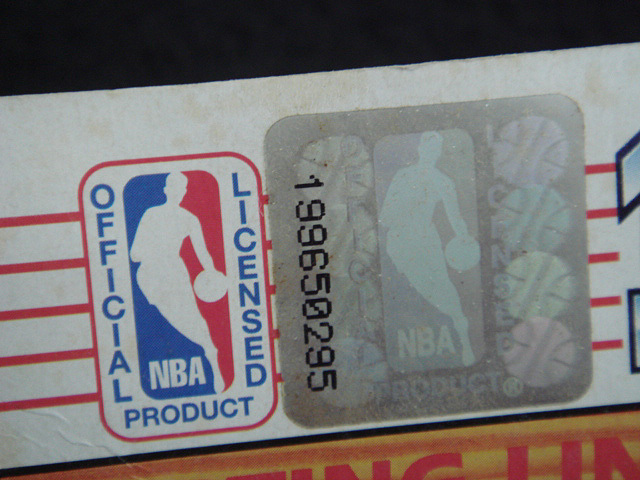 OFFICIAL
LICENSED
NBA
PRODUCT
199650295
NBA
PRODUCT®